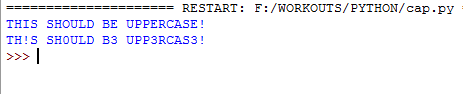 ===================== RESTART: F:/WORKOUTS/PYTHON/cap.py
THIS SHOULD BE UPPERCASE!
TH!S SH0ULD B3 UPP3RCAS3!
>>>